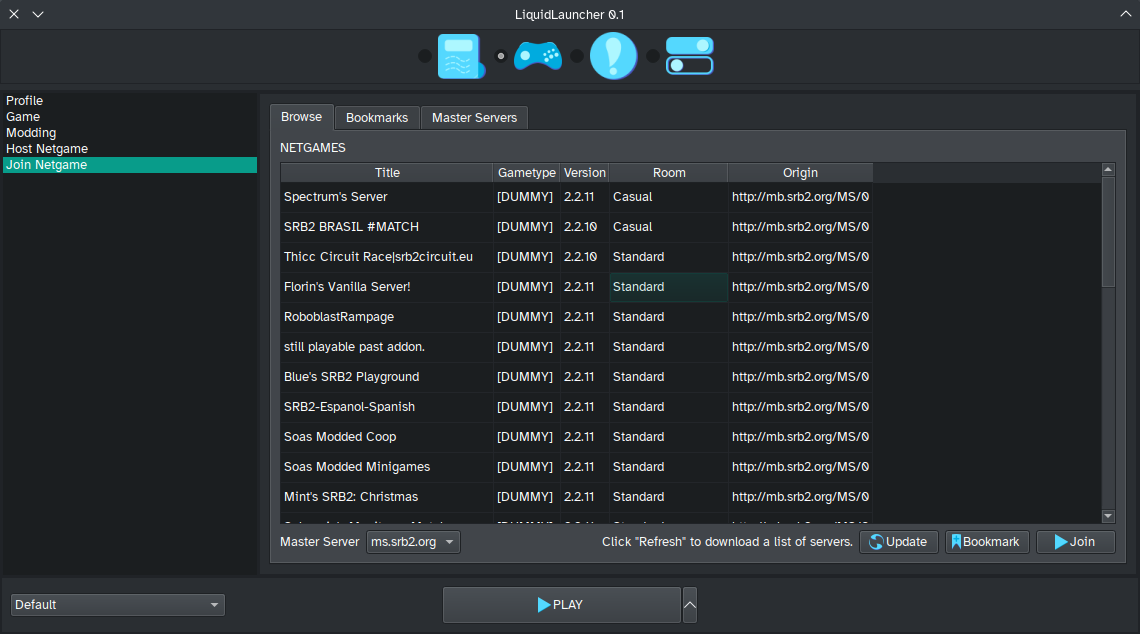 LiquidLauncher 0.1
Profile
Game
Modding
Host Netgame
Join Netgame
Browse Bookmarks Master Servers
NETGAMES
Title Gametype Version Room Origin
Spectrum's Server [DUMMY] 2.2.11 Casual http://mb.srb2.org/MS/0
SRB2 BRASIL #MATCH [DUMMY] 2.2.10 Casual http://mb.srb2.org/MS/0
Thicc Circuit Race|srb2circuit.eu [DUMMY] 2.2.10 Standard http://mb.srb2.org/MS/0
Florin's Vanilla Server! [DUMMY] 2.2.11 Standard http://mb.srb2.org/MS/0
RoboblastRampage [DUMMY] 2.2.11 Standard http://mb.srb2.org/MS/0
still playable past addon. [DUMMY] 2.2.11 Standard http://mb.srb2.org/MS/0
Blue's SRB2 Playground [DUMMY] 2.2.11 Standard http://mb.srb2.org/MS/0
SRB2-Espanol-Spanish [DUMMY] 2.2.11 Standard http://mb.srb2.org/MS/0
Soas Modded Coop [DUMMY] 2.2.11 Standard http://mb.srb2.org/MS/0
Soas Modded Minigames [DUMMY] 2.2.11 Standard http://mb.srb2.org/MS/0
Mint's SRB2: Christmas [DUMMY] 2.2.11 Standard http://mb.srb2.org/MS/0
Master Server ms.srb2.org Click "Refresh" to download a list of servers. Update Bookmark Join
Default PLAY